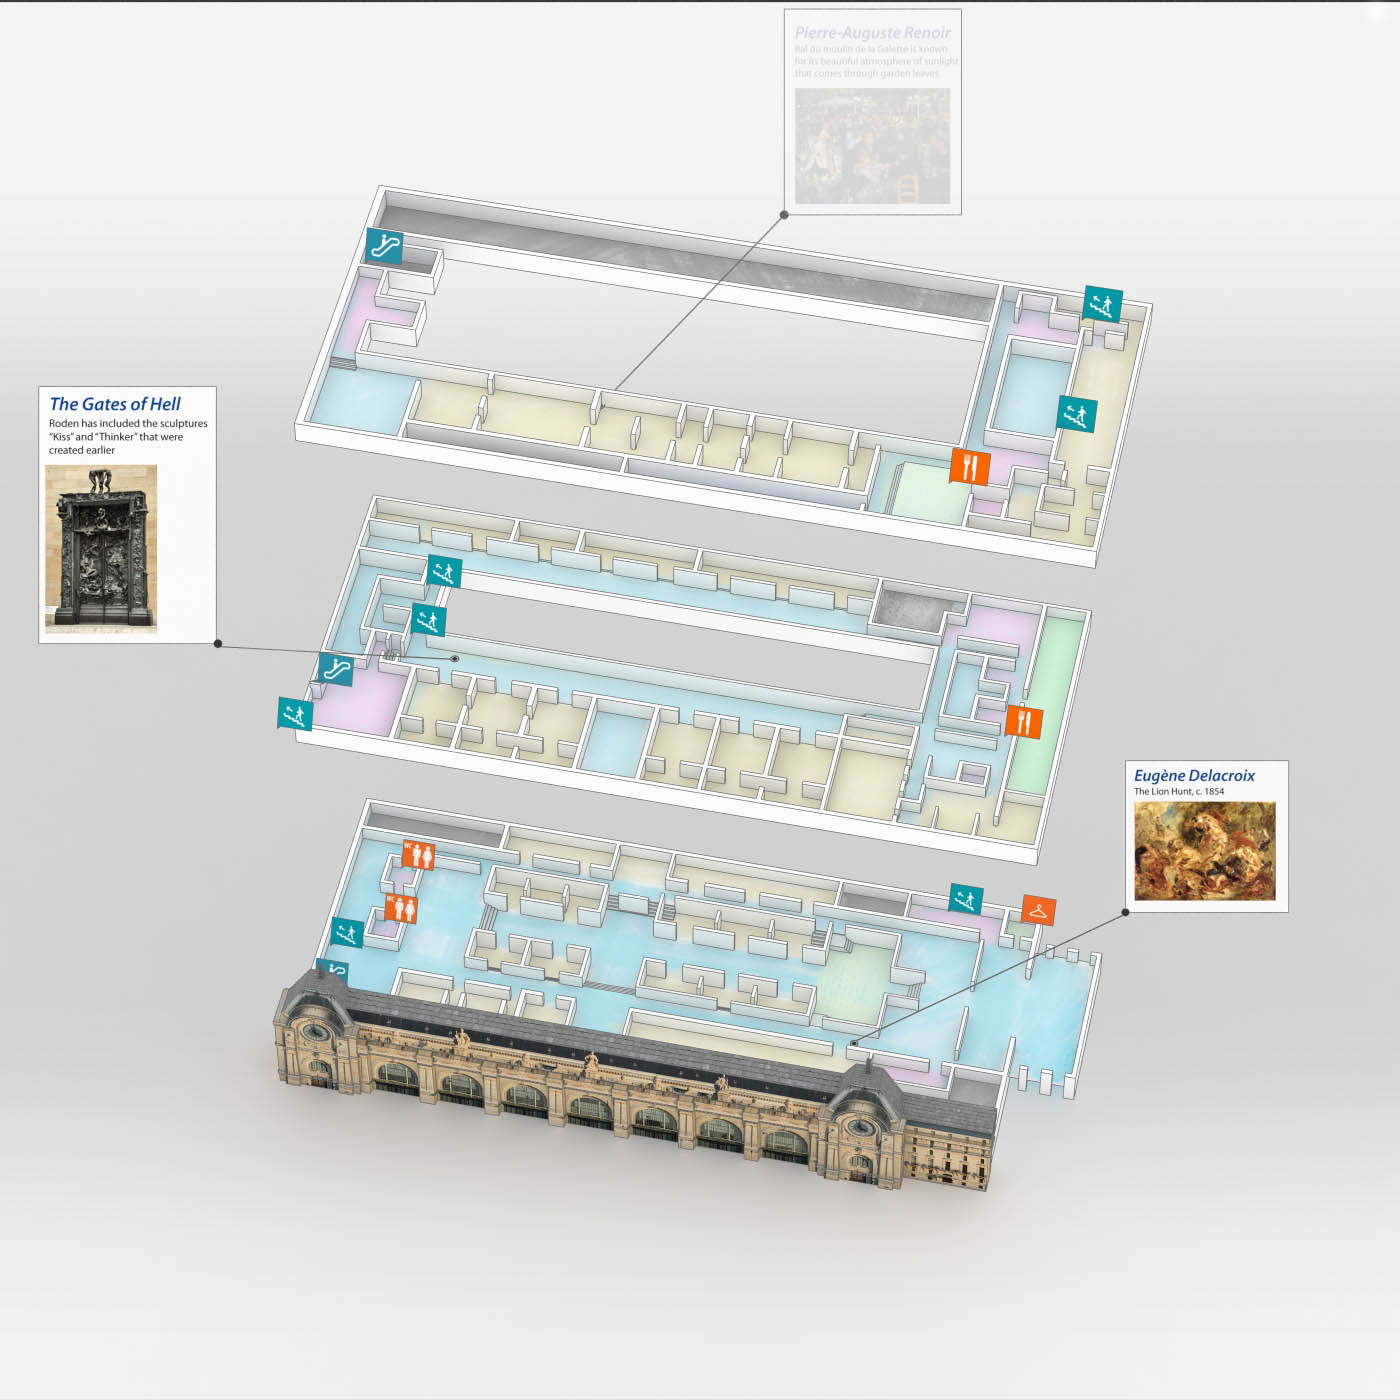 Pierre-Auguste Renoir
Bal du moulin de la Galette is known
for its beautiful atmosphere of sunlight
that comes through garden leaves
The Gates of Hell
Roden has included the sculptures
"Kiss" and "Thinker" that were
created earlier
Eugène Delacroix
The Lion Hunt, c. 1854
WC
WC